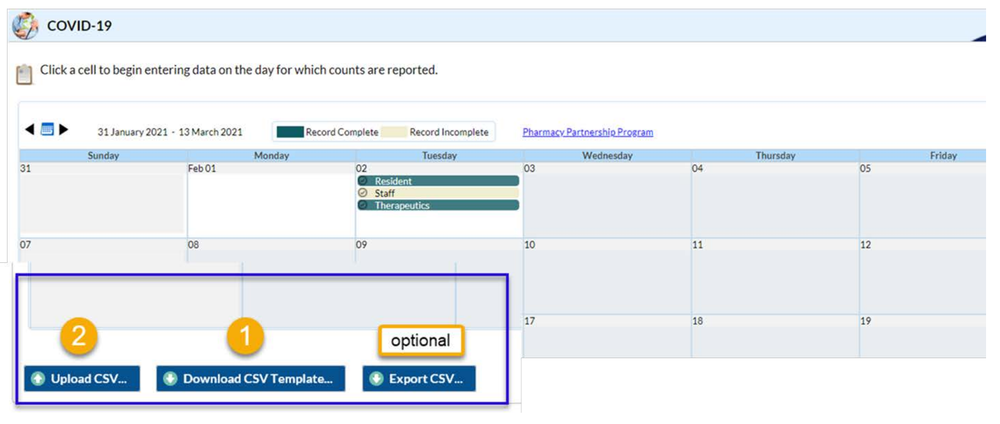 COVID-19
Click a cell to begin entering data on the day for which counts are reported.
31 January 2021 - 13 March 2021 Record Complete Record Incomplete Pharmacy Partnership Program
Sunday Monday Tuesday Wednesday Thursday Friday
31 Feb 01 02 03 04 05
Resident
Staff
Therapeutics
07 08 09 10 11 12
17 18 19
2 1 optional
Upload CSV... Download CSV Template... Export CSV...